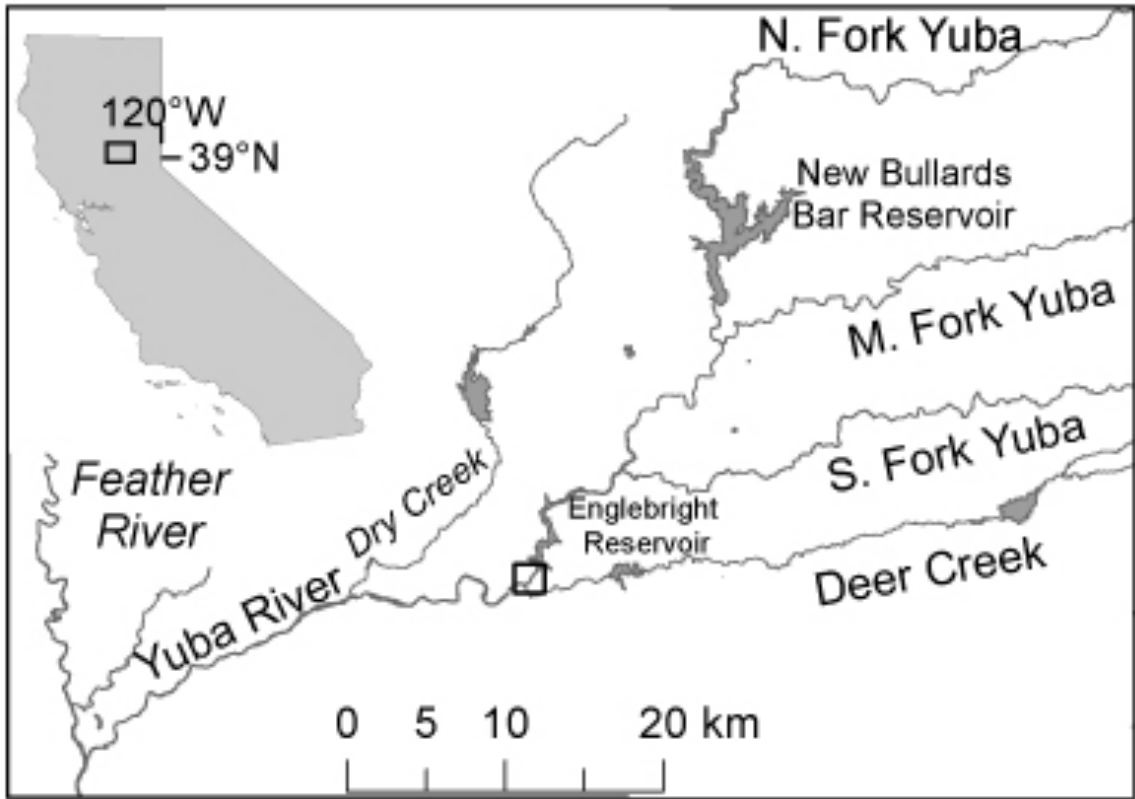 N. Fork Yuba
120°W
39°N
New Bullards
Bar Reservoir
M. Fork Yuba
S. Fork Yuba
Feather
River
Dry Creek
Englebright
Reservoir
Deer Creek
Yuba River
0 5 10 20 km